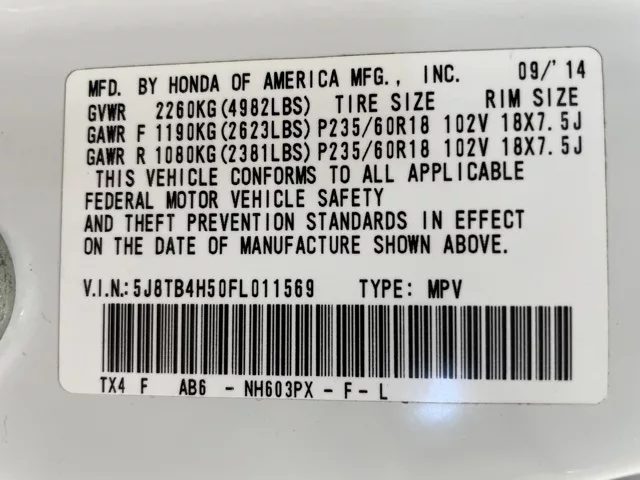 MFD. BY HONDA OF AMERICA MFG., INC. 09/'14
GVWR 2260KG(4982LBS) TIRE SIZE RIM SIZE
GAWR F 1190KG(2623LBS)P235/60R18 102V 18X7.5J
GAWR R 1080KG(2381LBS)P235/60R18 102V 18X7.5J
THIS VEHICLE CONFORMS TO ALL APPLICABLE
FEDERAL MOTOR VEHICLE SAFETY
AND THEFT PREVENTION STANDARDS IN EFFECT
ON THE DATE OF MANUFACTURE SHOWN ABOVE.
V.I.N.:5J8TB4H50FL011569 TYPE: MPV
TX4 F AB6 - NH603PX - F - L